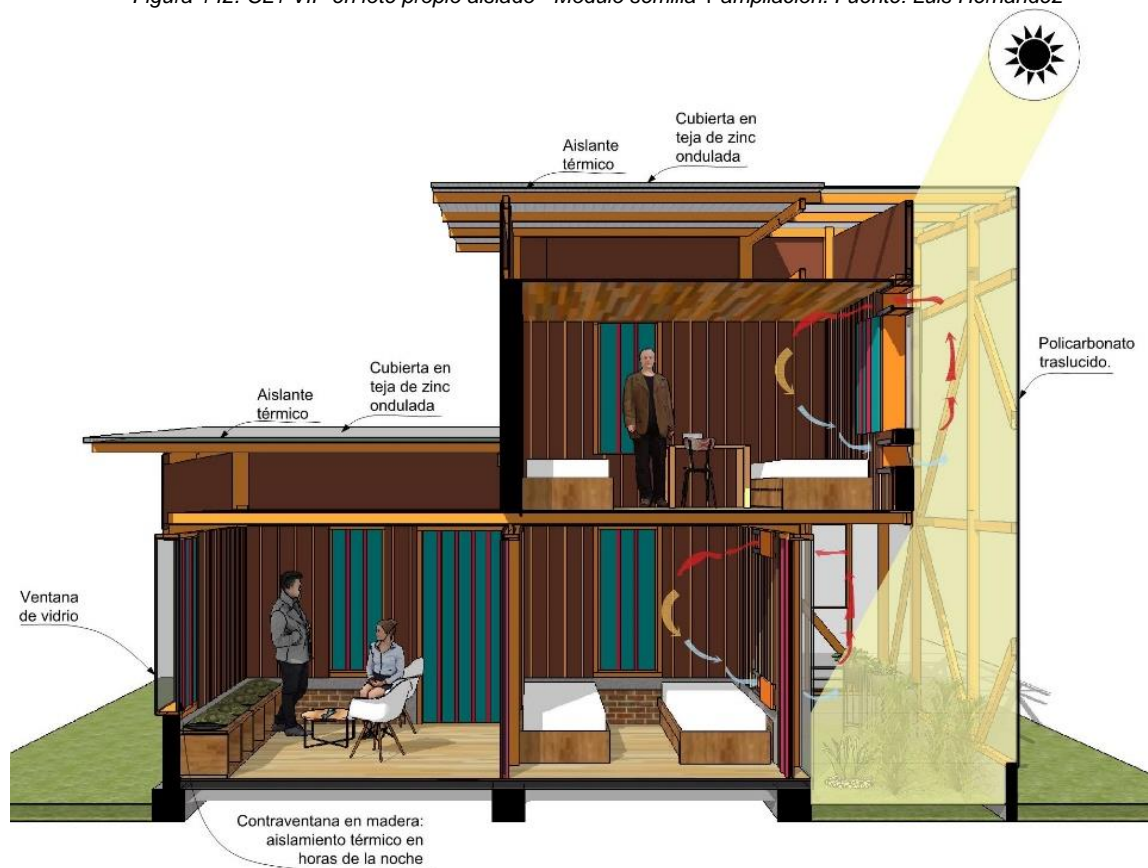 Cubierta en
teja de zinc
ondulada
Aislante
térmico
Policarbonato
traslucido.
Cubierta en
teja de zinc
ondulada
Aislante
térmico
Ventana
de vidrio
Contraventana en madera:
aislamiento térmico en
horas de la noche